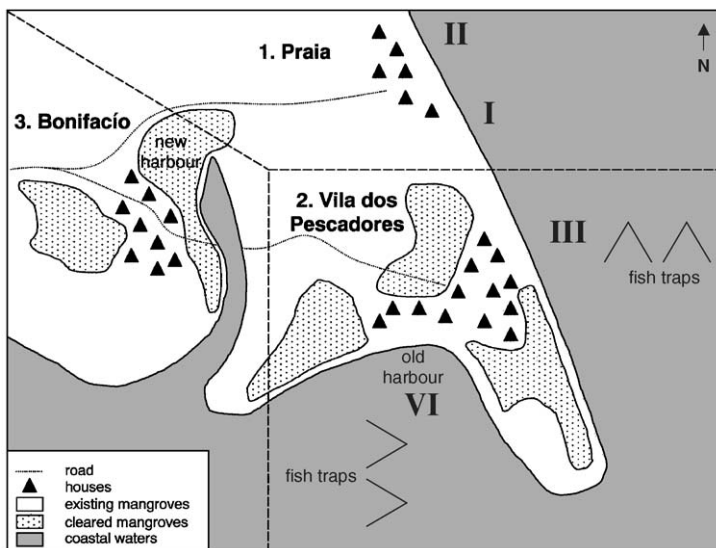 1. Praia
II
N
I
3. Bonifacío
new
harbour
2. Vila dos
Pescadores
III
fish traps
old
harbour
VI
fish traps
road
houses
existing mangroves
cleared mangroves
coastal waters